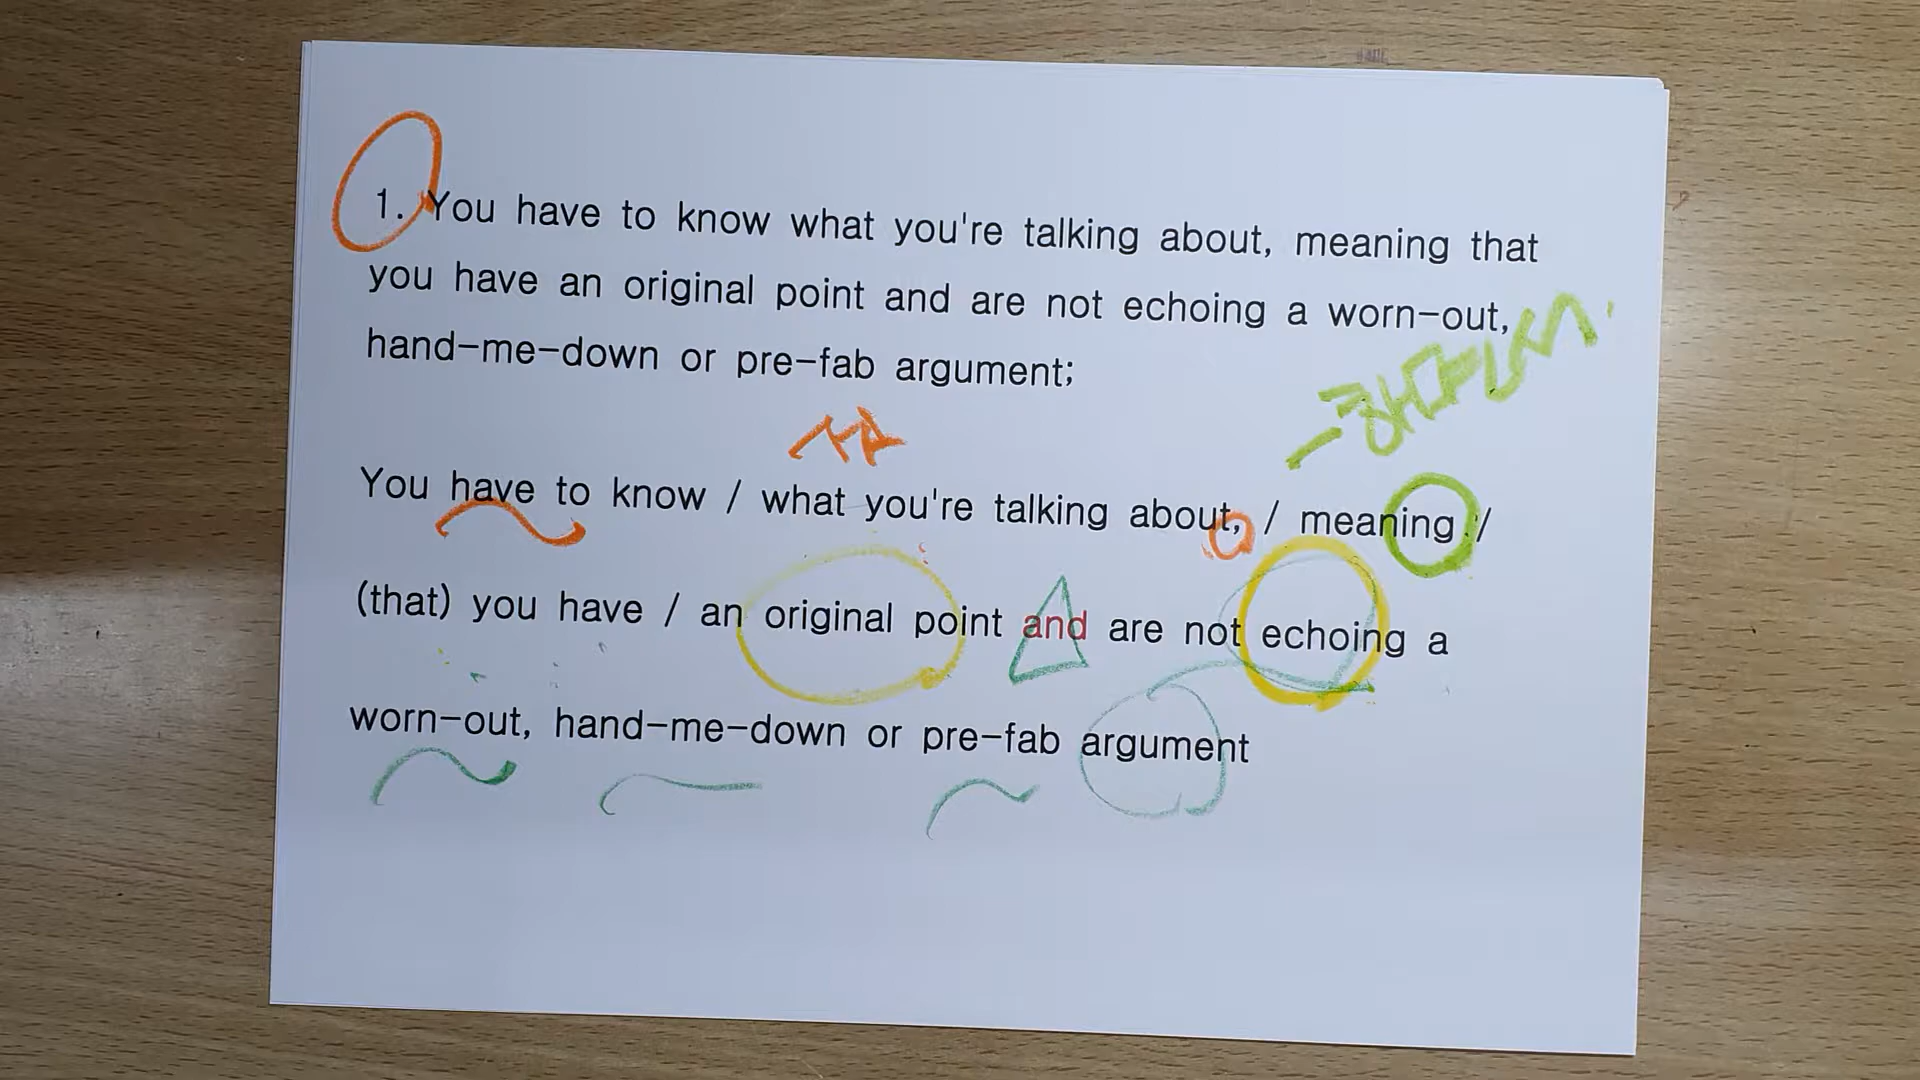 1. You have to know what you're talking about, meaning that
you have an original point and are not echoing a worn-out,
hand-me-down or pre-fab argument;
You have to know / what you're talking about, / meaning /
(that) you have / an original point and are not echoing a
worn-out, hand-me-down or pre-fab argument